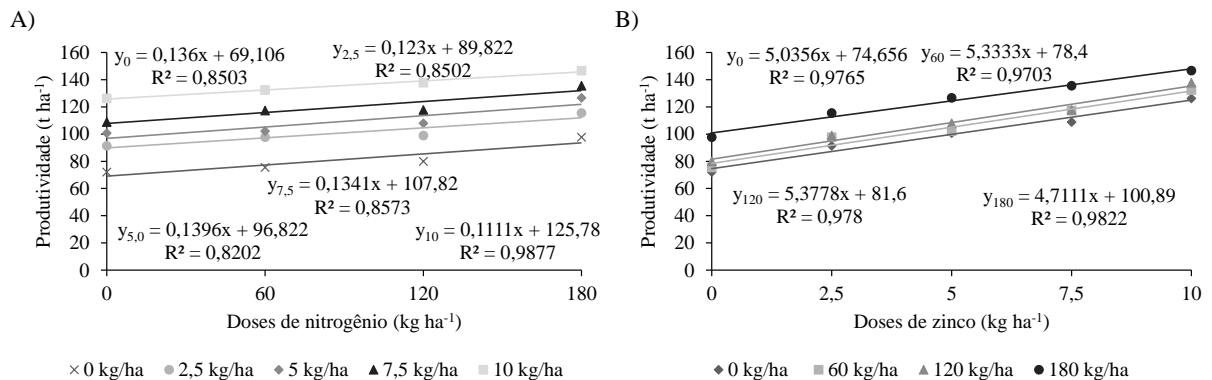 A)
y₀ = 0,136x + 69,106
R² = 0,8503
y₂,₅ = 0,123x + 89,822
R² = 0,8502
y₇,₅ = 0,1341x + 107,82
R² = 0,8573
y₅,₀ = 0,1396x + 96,822
R² = 0,8202
y₁₀ = 0,1111x + 125,78
R² = 0,9877
Produtividade (t ha⁻¹)
160
140
120
100
80
60
40
20
0
0 60 120 180
Doses de nitrogênio (kg ha⁻¹)
0 kg/ha 2,5 kg/ha 5 kg/ha 7,5 kg/ha 10 kg/ha
B)
y₀ = 5,0356x + 74,656
R² = 0,9765
y₆₀ = 5,3333x + 78,4
R² = 0,9703
y₁₂₀ = 5,3778x + 81,6
R² = 0,978
y₁₈₀ = 4,7111x + 100,89
R² = 0,9822
Produtividade (t ha⁻¹)
160
140
120
100
80
60
40
20
0
0 2,5 5 7,5 10
Doses de zinco (kg ha⁻¹)
0 kg/ha 60 kg/ha 120 kg/ha 180 kg/ha